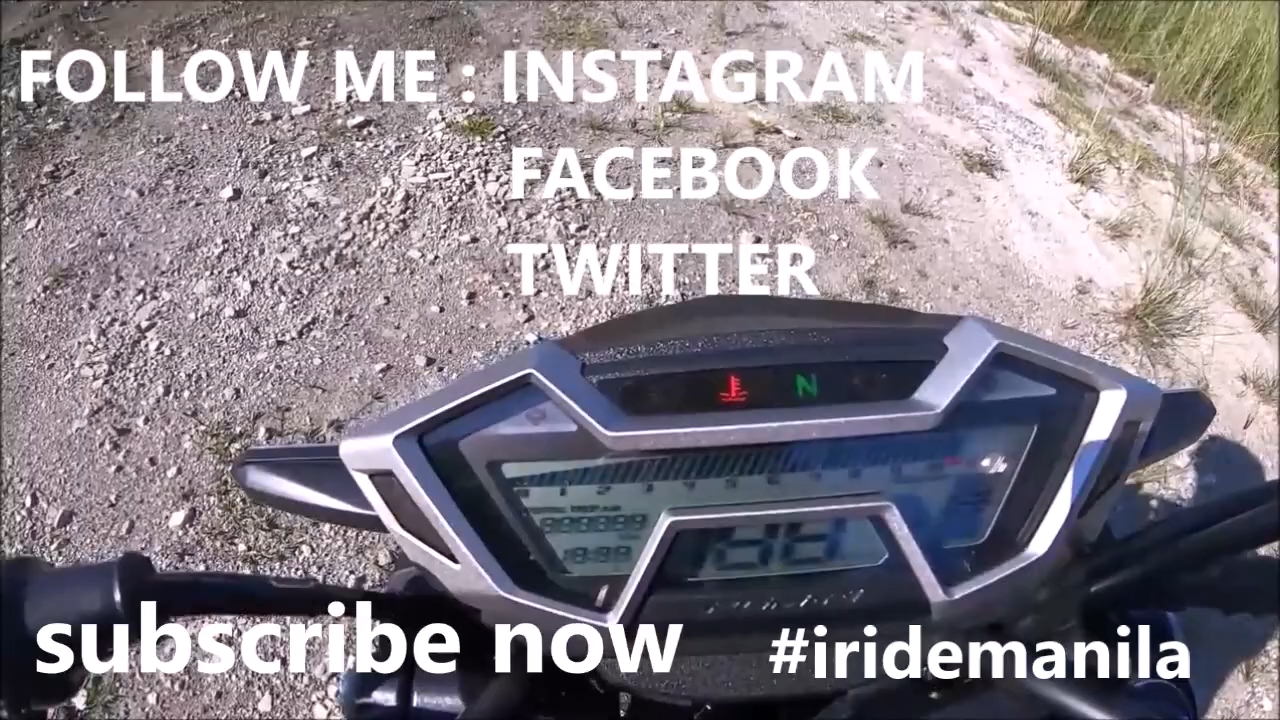 FOLLOW ME : INSTAGRAM
FACEBOOK
TWITTER
N
subscribe now
#iridemanila